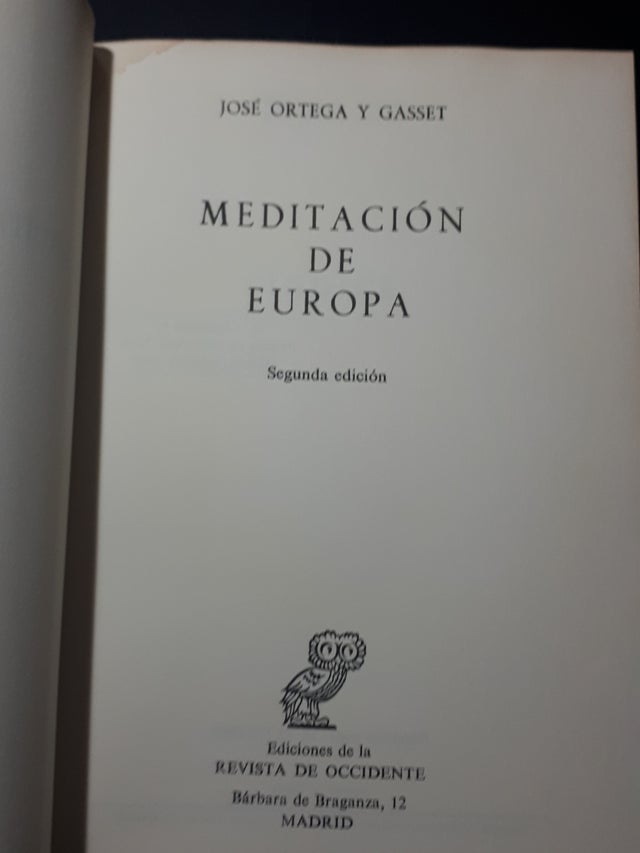 JOSÉ ORTEGA Y GASSET
MEDITACIÓN
DE
EUROPA
Segunda edición
Ediciones de la
REVISTA DE OCCIDENTE
Bárbara de Braganza, 12
MADRID